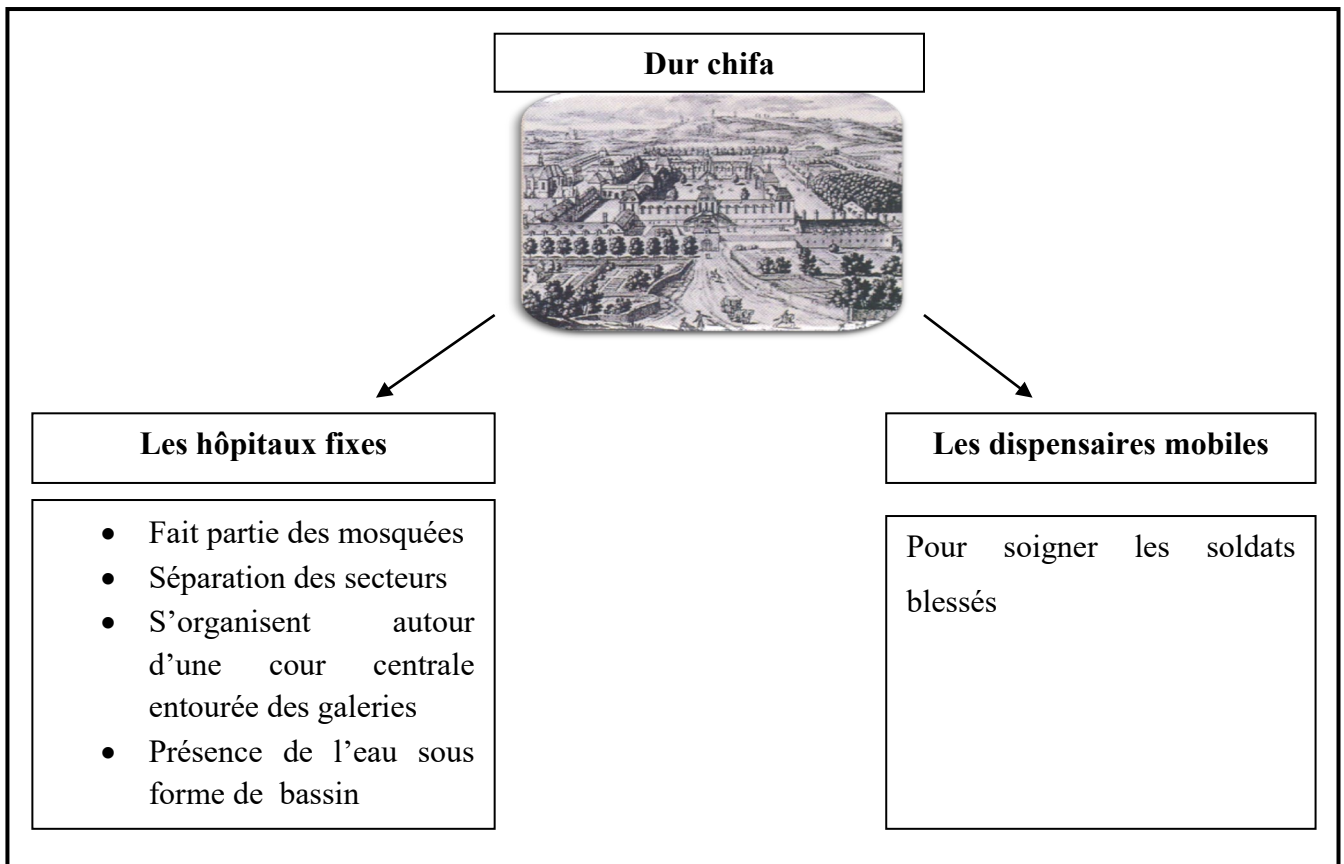 Dur chifa
Les hôpitaux fixes
• Fait partie des mosquées
• Séparation des secteurs
• S’organisent autour
d’une cour centrale
entourée des galeries
• Présence de l’eau sous
forme de bassin
Les dispensaires mobiles
Pour soigner les soldats
blessés